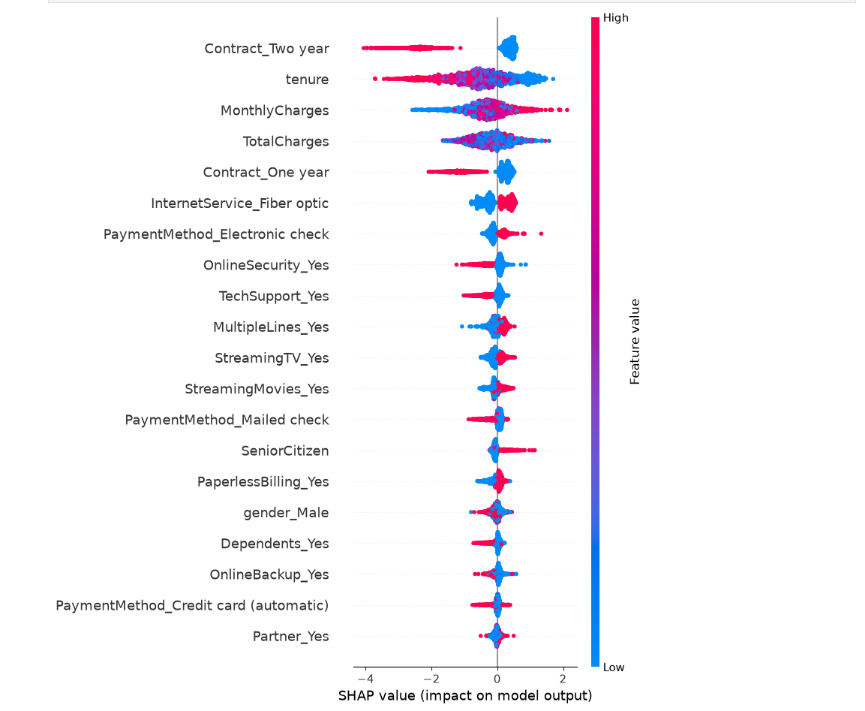 High
Contract_Two year
tenure
MonthlyCharges
TotalCharges
Contract_One year
InternetService_Fiber optic
PaymentMethod_Electronic check
OnlineSecurity_Yes
TechSupport_Yes
MultipleLines_Yes
StreamingTV_Yes
StreamingMovies_Yes
PaymentMethod_Mailed check
SeniorCitizen
PaperlessBilling_Yes
gender_Male
Dependents_Yes
OnlineBackup_Yes
PaymentMethod_Credit card (automatic)
Partner_Yes
Feature value
Low
−4 −2 0 2
SHAP value (impact on model output)